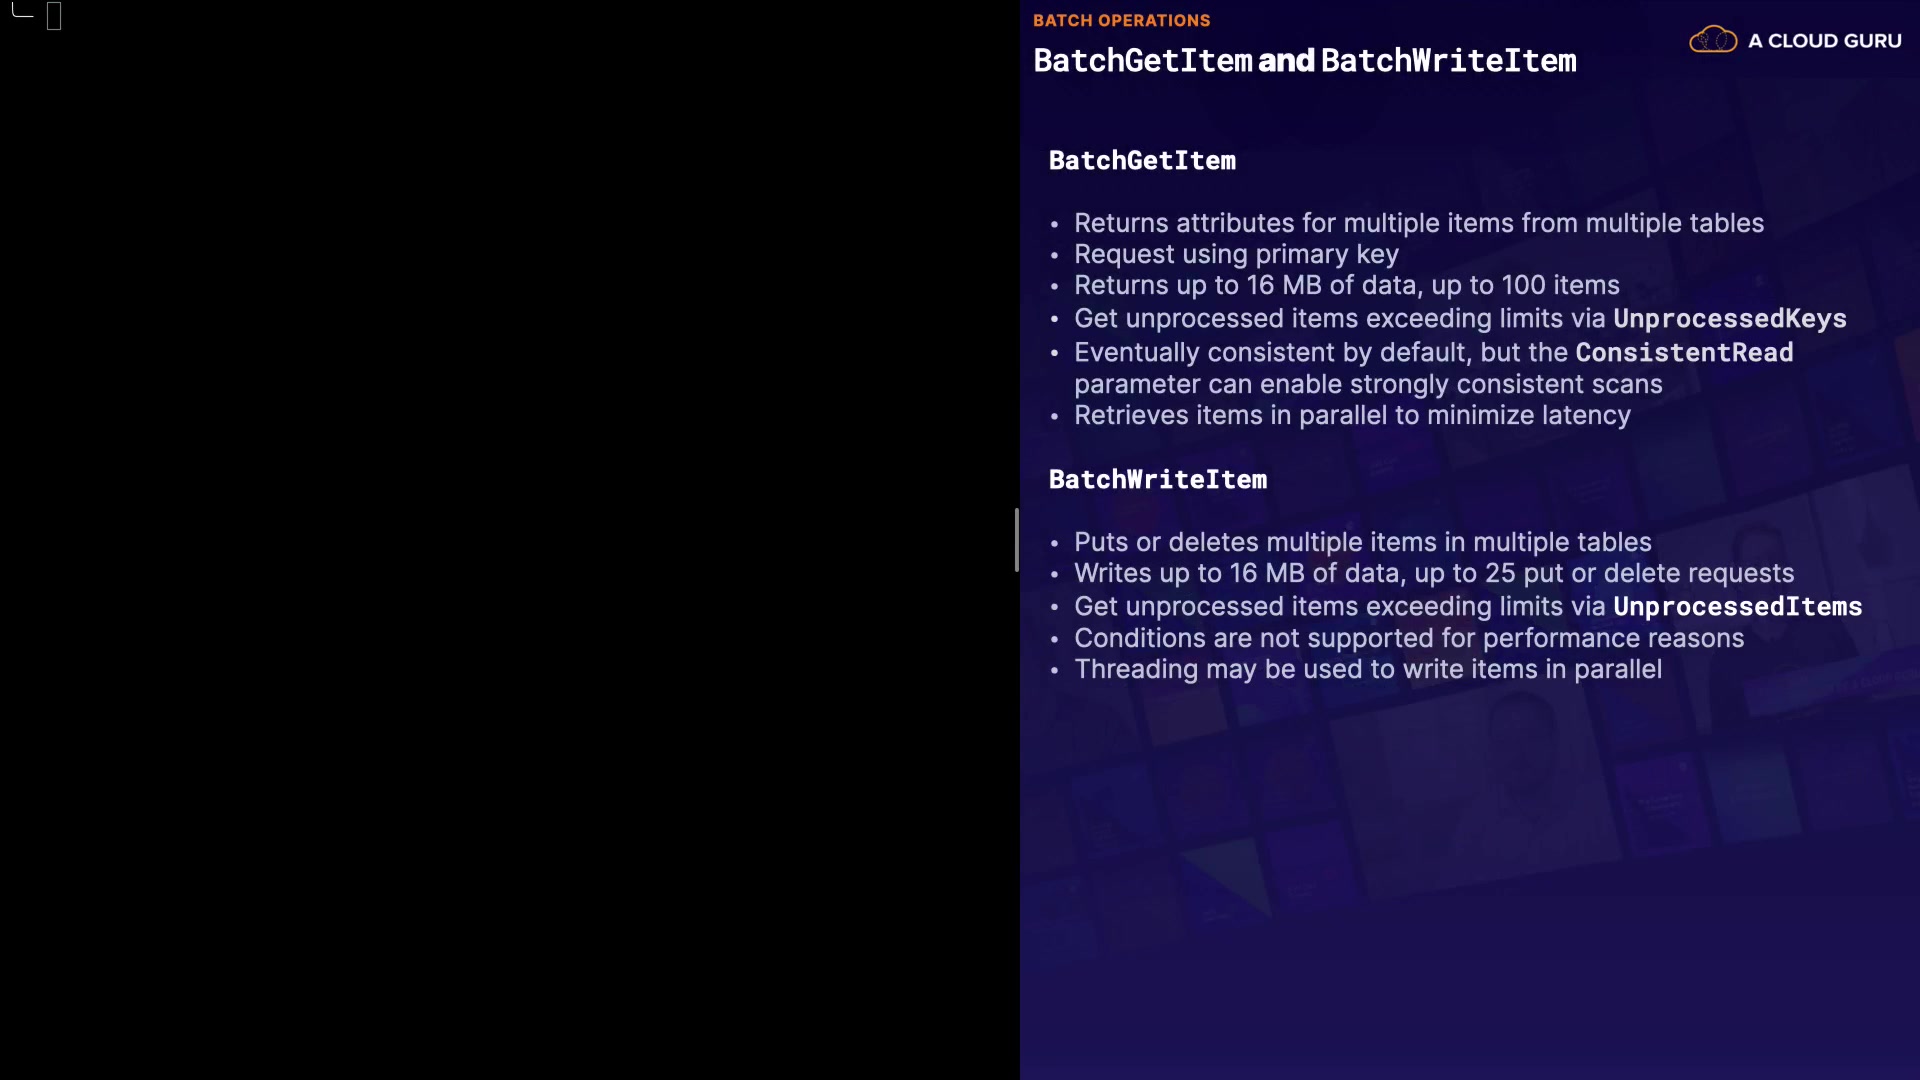 BATCH OPERATIONS
A CLOUD GURU
BatchGetItem and BatchWriteItem
BatchGetItem
• Returns attributes for multiple items from multiple tables
• Request using primary key
• Returns up to 16 MB of data, up to 100 items
• Get unprocessed items exceeding limits via UnprocessedKeys
• Eventually consistent by default, but the ConsistentRead
parameter can enable strongly consistent scans
• Retrieves items in parallel to minimize latency
BatchWriteItem
• Puts or deletes multiple items in multiple tables
• Writes up to 16 MB of data, up to 25 put or delete requests
• Get unprocessed items exceeding limits via UnprocessedItems
• Conditions are not supported for performance reasons
• Threading may be used to write items in parallel